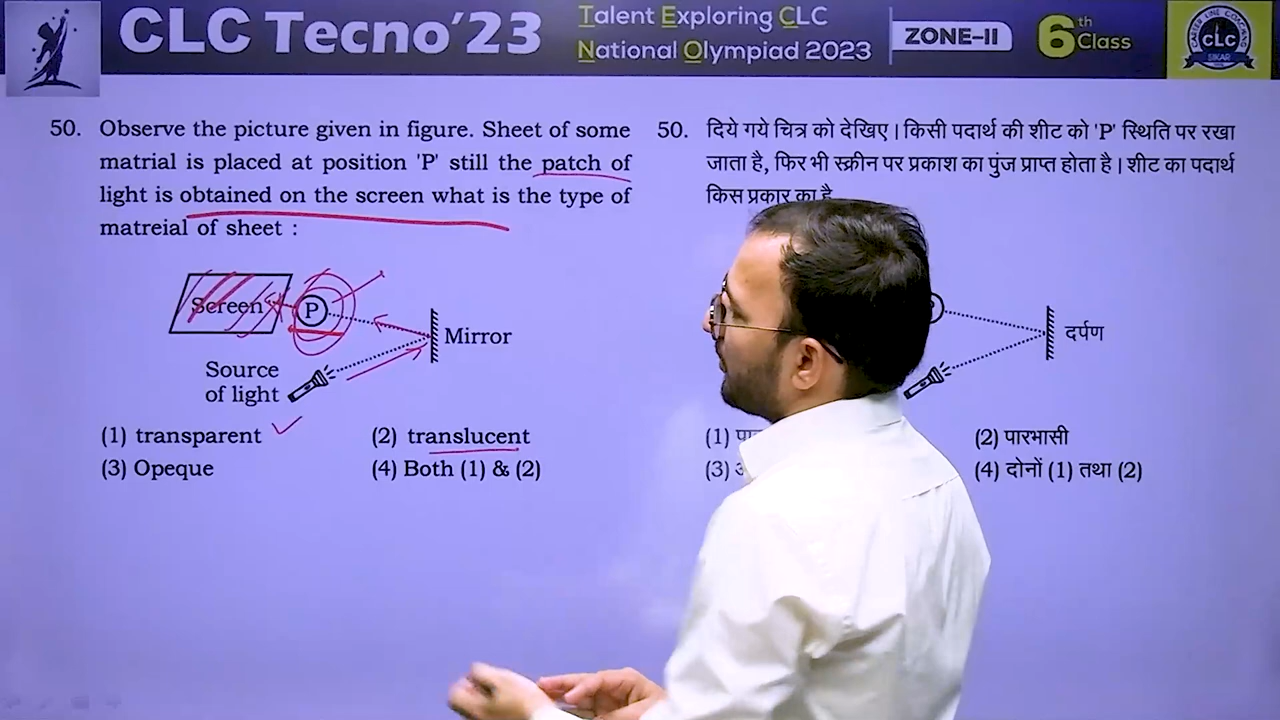 CLC Tecno'23
Talent Exploring CLC
National Olympiad 2023
ZONE-II
6th Class
CAREER LINE COACHING
CLC
SIKAR
50. Observe the picture given in figure. Sheet of some
matrial is placed at position 'P' still the patch of
light is obtained on the screen what is the type of
matreial of sheet :
Screen
P
Mirror
Source
of light
(1) transparent
(2) translucent
(3) Opeque
(4) Both (1) & (2)
50. दिये गये चित्र को देखिए। किसी पदार्थ की शीट को 'P' स्थिति पर रखा
जाता है, फिर भी स्क्रीन पर प्रकाश का पुंज प्राप्त होता है। शीट का पदार्थ
किस प्रकार का है
दर्पण
(1)
(2) पारभासी
(3)
(4) दोनों (1) तथा (2)